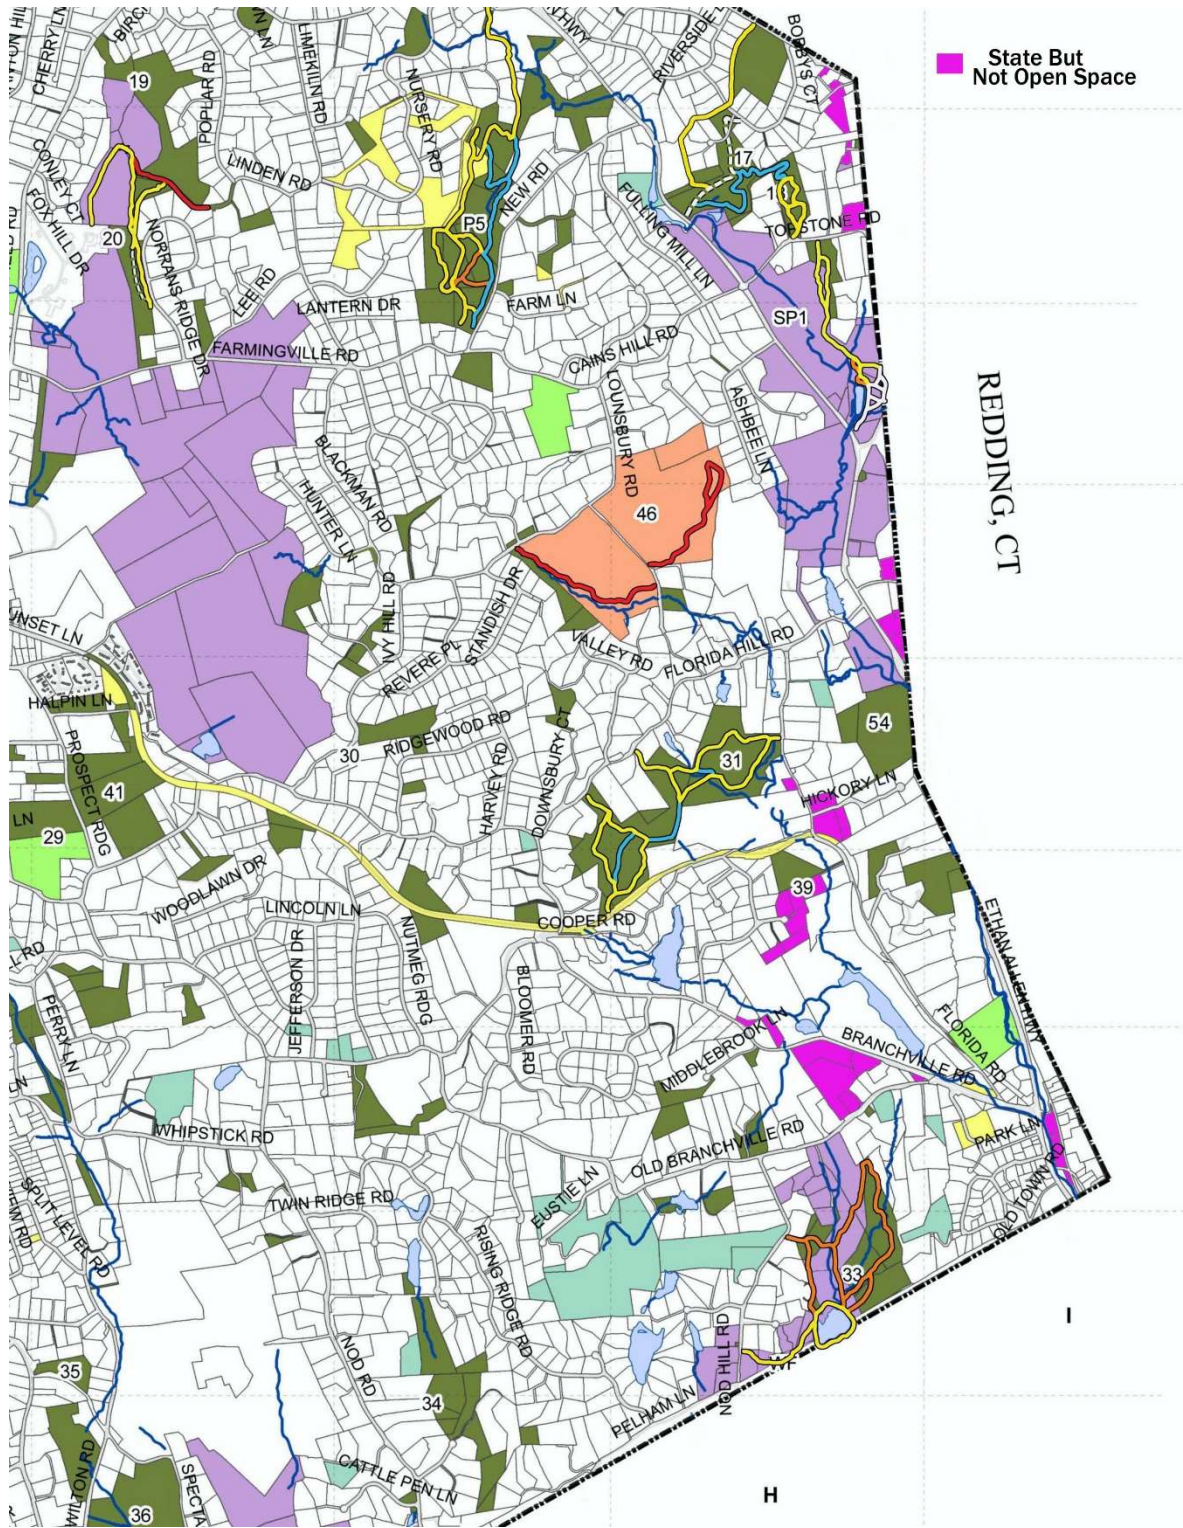 State But
Not Open Space
CHERRY LN
POPLAR RD
LIMEKILN RD
NURSERY RD
RIVERSIDE
BOBBYS CT
19
CONLEY CT
FOX HILL DR
LINDEN RD
NEW RD
17
FULLING MILL LN
TOPSTONE RD
20
NORRANS RIDGE DR
LEE RD
P5
LANTERN DR
FARM LN
SP1
FARMINGVILLE RD
CAINS HILL RD
LOUNSBURY RD
ASHBEE LN
REDDING, CT
BLACKMAN RD
HUNTER LN
46
IVY HILL RD
STANDISH DR
REVERE PL
VALLEY RD
FLORIDA HILL RD
HALPIN LN
RIDGEWOOD RD
30
54
PROSPECT RDG
HARVEY RD
DOWNSBURY CT
31
41
HICKORY LN
LN
29
WOODLAWN DR
LINCOLN LN
39
COOPER RD
NUTMEG RDG
JEFFERSON DR
BLOOMER RD
ETHAN ALLEN HWY
PERRY LN
MIDDLEBROOK LN
BRANCHVILLE RD
FLORIDA RD
WHIPSTICK RD
OLD BRANCHVILLE RD
PARK LN
OLD TOWN RD
SPLIT LEVEL RD
TWIN RIDGE RD
EUSTIE LN
RISING RIDGE RD
33
I
NOD RD
NOD HILL RD
WF
35
34
PELHAM LN
WILTON RD
CATTLE PEN LN
H
36